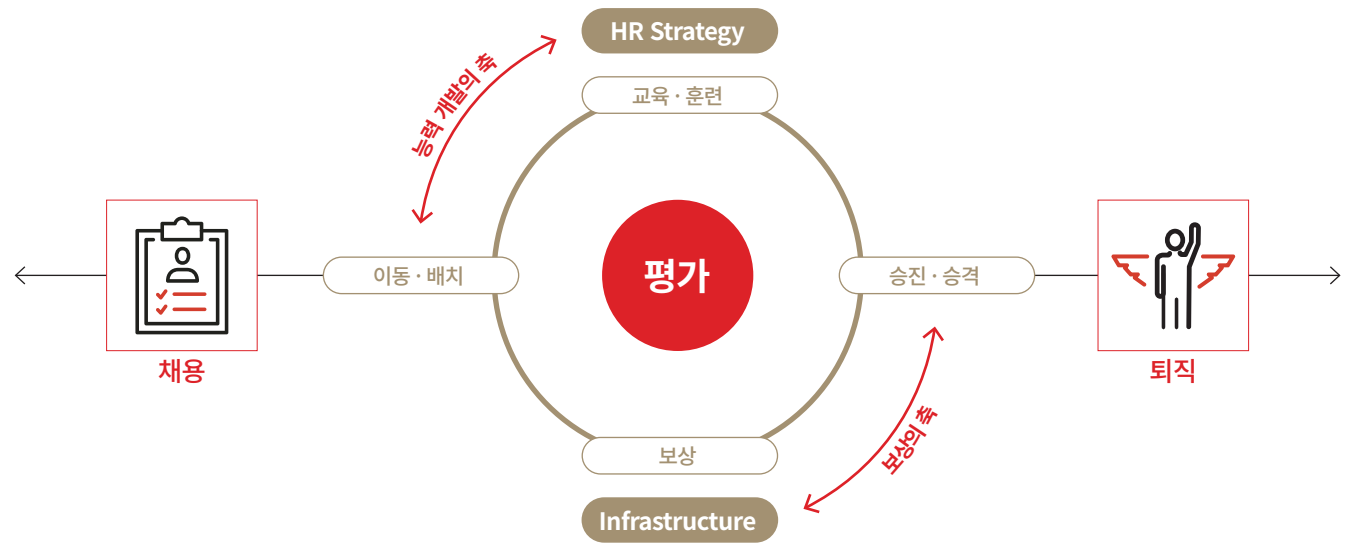 HR Strategy
교육 · 훈련
능력 개발의 축
이동 · 배치
평가
승진 · 승격
채용
퇴직
보상의 축
보상
Infrastructure